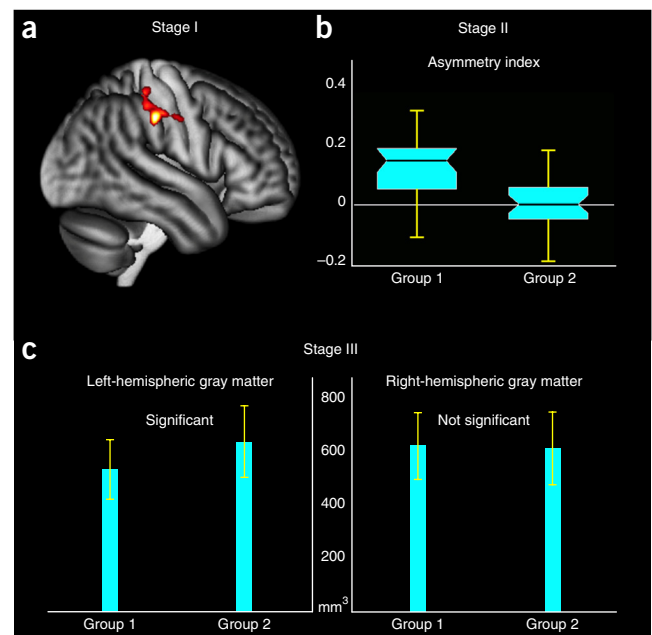 a
Stage I
b
Stage II
Asymmetry index
0.4
0.2
0
–0.2
Group 1
Group 2
c
Stage III
Left-hemispheric gray matter
Right-hemispheric gray matter
Significant
Not significant
800
600
400
200
mm³
Group 1
Group 2
Group 1
Group 2